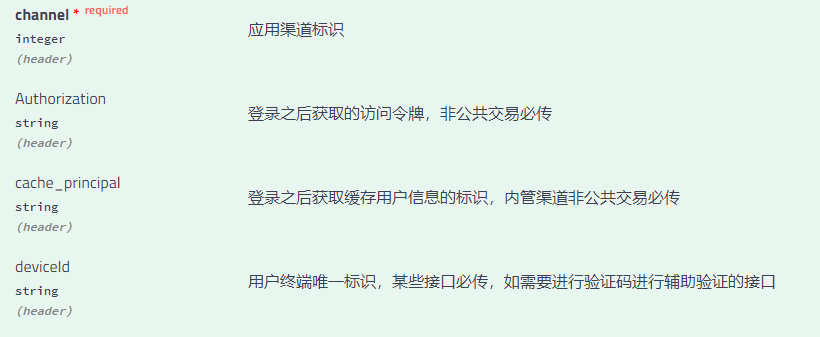 channel * required
integer
(header)
应用渠道标识
Authorization
string
(header)
登录之后获取的访问令牌，非公共交易必传
cache_principal
string
(header)
登录之后获取缓存用户信息的标识，内管渠道非公共交易必传
deviceId
string
(header)
用户终端唯一标识，某些接口必传，如需要进行验证码进行辅助验证的接口